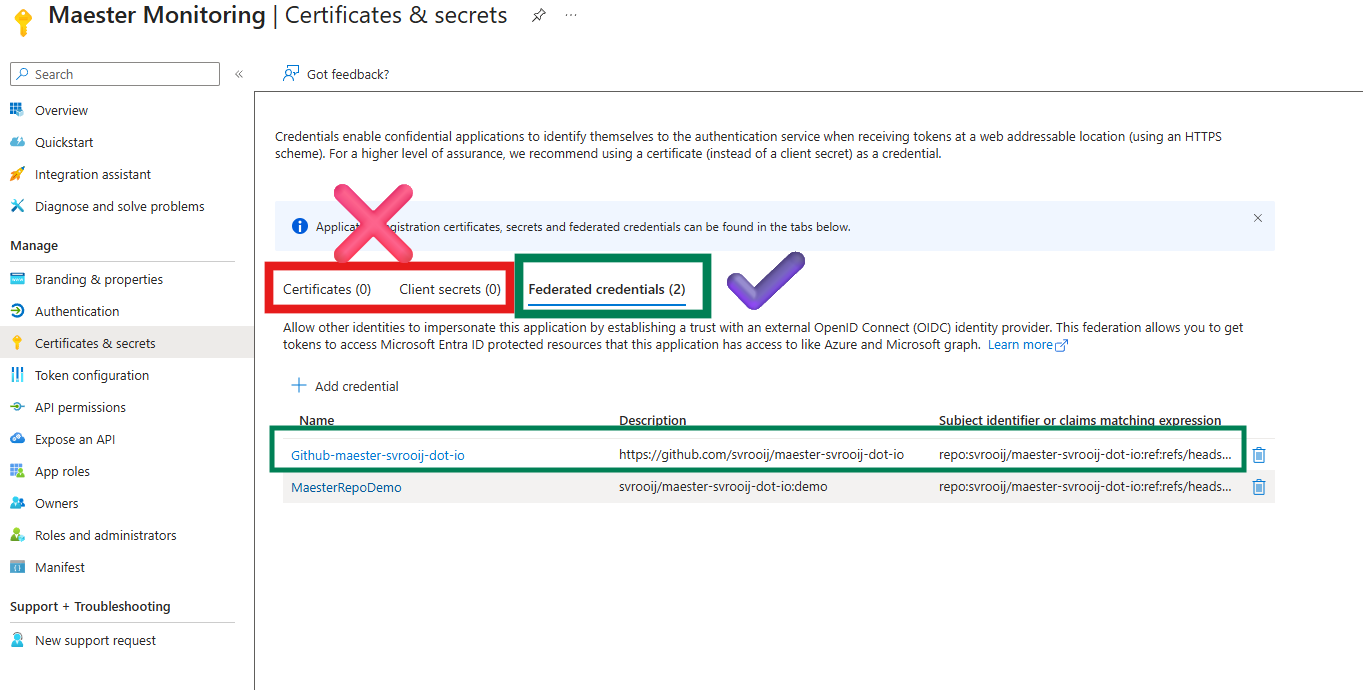 Maester Monitoring | Certificates & secrets
Search
Got feedback?
Overview
Quickstart
Integration assistant
Diagnose and solve problems
Manage
Branding & properties
Authentication
Certificates & secrets
Token configuration
API permissions
Expose an API
App roles
Owners
Roles and administrators
Manifest
Support + Troubleshooting
New support request
Credentials enable confidential applications to identify themselves to the authentication service when receiving tokens at a web addressable location (using an HTTPS
scheme). For a higher level of assurance, we recommend using a certificate (instead of a client secret) as a credential.
Application registration certificates, secrets and federated credentials can be found in the tabs below.
Certificates (0) Client secrets (0) Federated credentials (2)
Allow other identities to impersonate this application by establishing a trust with an external OpenID Connect (OIDC) identity provider. This federation allows you to get
tokens to access Microsoft Entra ID protected resources that this application has access to like Azure and Microsoft graph. Learn more
Add credential
Name Description Subject identifier or claims matching expression
Github-maester-svrooij-dot-io https://github.com/svrooij/maester-svrooij-dot-io repo:svrooij/maester-svrooij-dot-io:ref:refs/heads...
MaesterRepoDemo svrooij/maester-svrooij-dot-io:demo repo:svrooij/maester-svrooij-dot-io:ref:refs/heads...